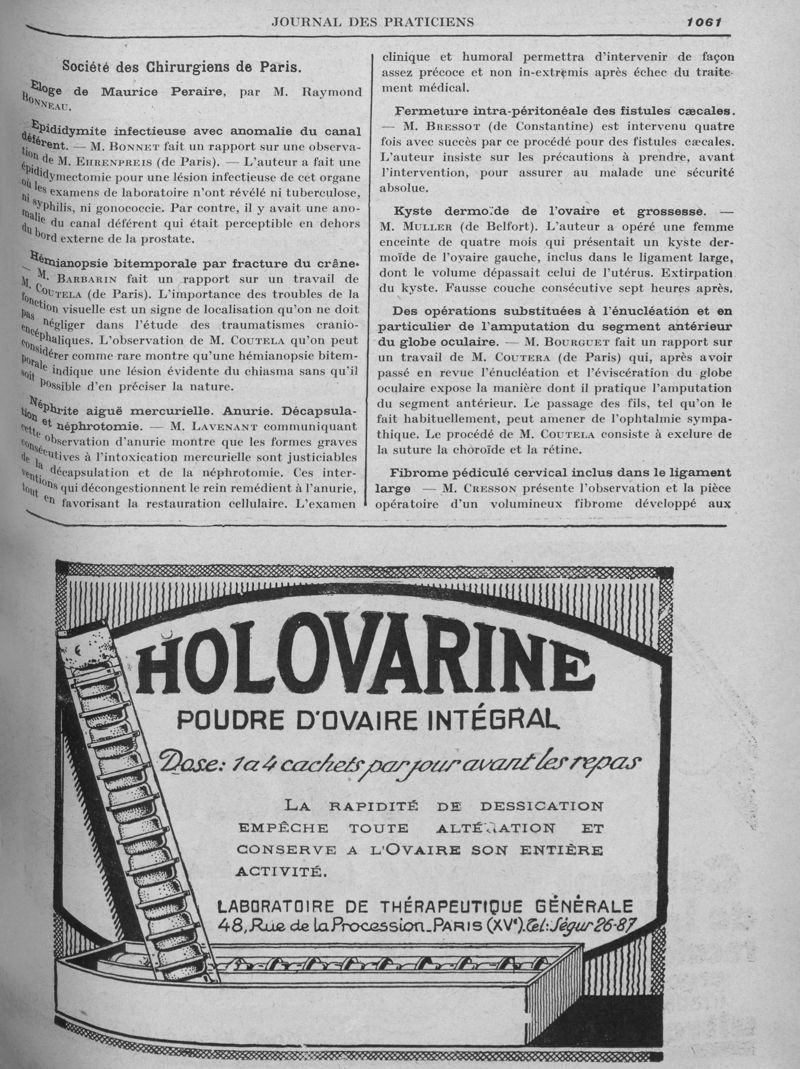 JOURNAL DES PRATICIENS 1061
Société des Chirurgiens de Paris.
Eloge de Maurice Peraire, par M. Raymond
BONNEAU.
Epididymite infectieuse avec anomalie du canal
déférent. — M. BONNET fait un rapport sur une observa-
tion de M. EHRENPREIS (de Paris). — L'auteur a fait une
épididymectomie pour une lésion infectieuse de cet organe
où les examens de laboratoire n'ont révélé ni tuberculose,
ni syphilis, ni gonococcie. Par contre, il y avait une ano-
malie du canal déférent qui était perceptible en dehors
du bord externe de la prostate.
Hémianopsie bitemporale par fracture du crâne.
— M. BARBARIN fait un rapport sur un travail de
M. COUTELA (de Paris). L'importance des troubles de la
fonction visuelle est un signe de localisation qu'on ne doit
pas négliger dans l'étude des traumatismes cranio-
encéphaliques. L'observation de M. COUTELA qu'on peut
considérer comme rare montre qu'une hémianopsie bitem-
porale indique une lésion évidente du chiasma sans qu'il
soit possible d'en préciser la nature.
Néphrite aiguë mercurielle. Anurie. Décapsula-
tion et néphrotomie. — M. LAVENANT communiquant
cette observation d'anurie montre que les formes graves
consécutives à l'intoxication mercurielle sont justiciables
de la décapsulation et de la néphrotomie. Ces inter-
ventions qui décongestionnent le rein remédient à l'anurie,
tout en favorisant la restauration cellulaire. L'examen
clinique et humoral permettra d'intervenir de façon
assez précoce et non in-extremis après échec du traite-
ment médical.
Fermeture intra-péritonéale des fistules cæcales.
— M. BRESSOT (de Constantine) est intervenu quatre
fois avec succès par ce procédé pour des fistules cæcales.
L'auteur insiste sur les précautions à prendre, avant
l'intervention, pour assurer au malade une sécurité
absolue.
Kyste dermoïde de l'ovaire et grossesse. —
M. MULLER (de Belfort). L'auteur a opéré une femme
enceinte de quatre mois qui présentait un kyste der-
moïde de l'ovaire gauche, inclus dans le ligament large,
dont le volume dépassait celui de l'utérus. Extirpation
du kyste. Fausse couche consécutive sept heures après.
Des opérations substituées à l'énucléation et en
particulier de l'amputation du segment antérieur
du globe oculaire. — M. BOURGUET fait un rapport sur
un travail de M. COUTERA (de Paris) qui, après avoir
passé en revue l'énucléation et l'éviscération du globe
oculaire expose la manière dont il pratique l'amputation
du segment antérieur. Le passage des fils, tel qu'on le
fait habituellement, peut amener de l'ophtalmie sympa-
thique. Le procédé de M. COUTELA consiste à exclure de
la suture la choroïde et la rétine.
Fibrome pédiculé cervical inclus dans le ligament
large — M. CRESSON présente l'observation et la pièce
opératoire d'un volumineux fibrome développé aux
HOLOVARINE
POUDRE D'OVAIRE INTÉGRAL
Dose: 1 a 4 cachets par jour avant les repas
LA RAPIDITÉ DE DESSICATION
EMPÊCHE TOUTE ALTÉRATION ET
CONSERVE A L'OVAIRE SON ENTIÈRE
ACTIVITÉ.
LABORATOIRE DE THÉRAPEUTIQUE GÉNÉRALE
48, Rue de la Procession_PARIS (XVe). Tel: Ségur 26-87